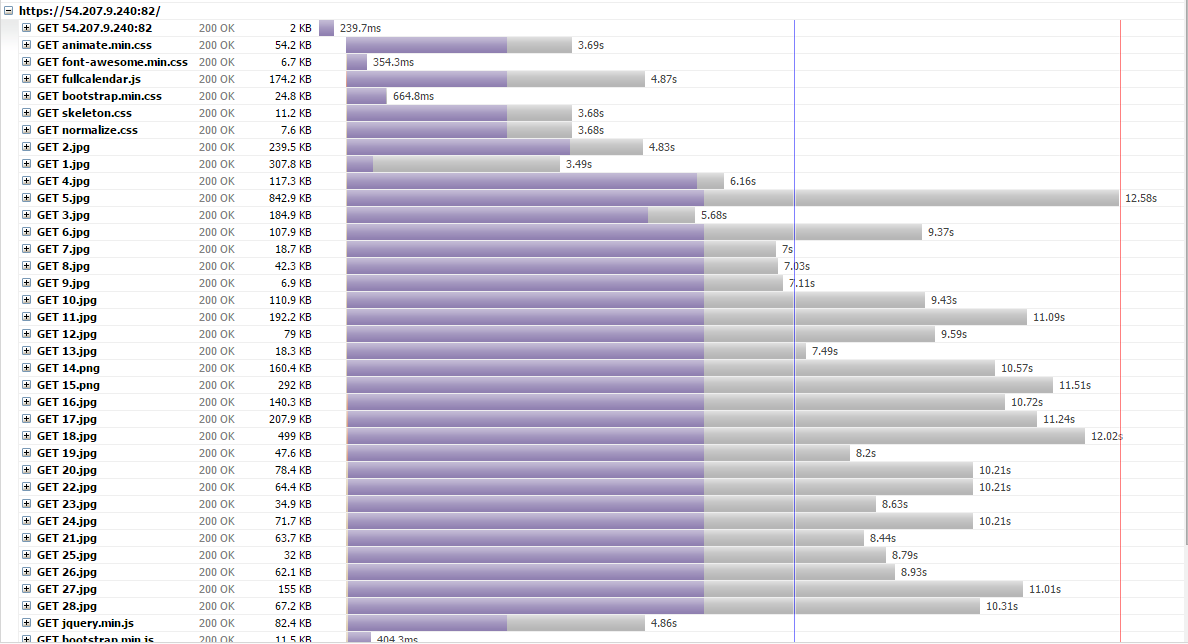 https://54.207.9.240:82/
GET 54.207.9.240:82 200 OK 2 KB 239.7ms
GET animate.min.css 200 OK 54.2 KB 3.69s
GET font-awesome.min.css 200 OK 6.7 KB 354.3ms
GET fullcalendar.js 200 OK 174.2 KB 4.87s
GET bootstrap.min.css 200 OK 24.8 KB 664.8ms
GET skeleton.css 200 OK 11.2 KB 3.68s
GET normalize.css 200 OK 7.6 KB 3.68s
GET 2.jpg 200 OK 239.5 KB 4.83s
GET 1.jpg 200 OK 307.8 KB 3.49s
GET 4.jpg 200 OK 117.3 KB 6.16s
GET 5.jpg 200 OK 842.9 KB 12.58s
GET 3.jpg 200 OK 184.9 KB 5.68s
GET 6.jpg 200 OK 107.9 KB 9.37s
GET 7.jpg 200 OK 18.7 KB 7s
GET 8.jpg 200 OK 42.3 KB 7.03s
GET 9.jpg 200 OK 6.9 KB 7.11s
GET 10.jpg 200 OK 110.9 KB 9.43s
GET 11.jpg 200 OK 192.2 KB 11.09s
GET 12.jpg 200 OK 79 KB 9.59s
GET 13.jpg 200 OK 18.3 KB 7.49s
GET 14.png 200 OK 160.4 KB 10.57s
GET 15.png 200 OK 292 KB 11.51s
GET 16.jpg 200 OK 140.3 KB 10.72s
GET 17.jpg 200 OK 207.9 KB 11.24s
GET 18.jpg 200 OK 499 KB 12.02s
GET 19.jpg 200 OK 47.6 KB 8.2s
GET 20.jpg 200 OK 78.4 KB 10.21s
GET 22.jpg 200 OK 64.4 KB 10.21s
GET 23.jpg 200 OK 34.9 KB 8.63s
GET 24.jpg 200 OK 71.7 KB 10.21s
GET 21.jpg 200 OK 63.7 KB 8.44s
GET 25.jpg 200 OK 32 KB 8.79s
GET 26.jpg 200 OK 62.1 KB 8.93s
GET 27.jpg 200 OK 155 KB 11.01s
GET 28.jpg 200 OK 67.2 KB 10.31s
GET jquery.min.js 200 OK 82.4 KB 4.86s
GET bootstrap.min.js 200 OK 11.5 KB 404.3ms